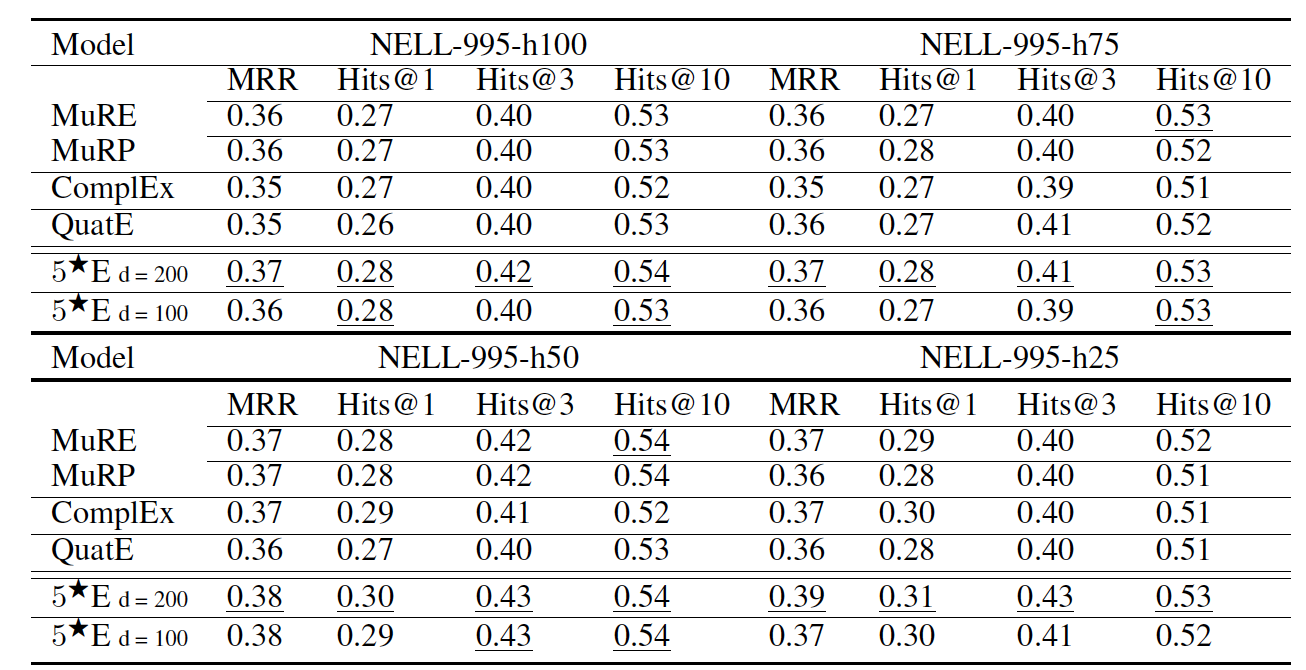 Model NELL-995-h100 NELL-995-h75
MRR Hits@1 Hits@3 Hits@10 MRR Hits@1 Hits@3 Hits@10
MuRE 0.36 0.27 0.40 0.53 0.36 0.27 0.40 0.53
MuRP 0.36 0.27 0.40 0.53 0.36 0.28 0.40 0.52
ComplEx 0.35 0.27 0.40 0.52 0.35 0.27 0.39 0.51
QuatE 0.35 0.26 0.40 0.53 0.36 0.27 0.41 0.52
5★E d = 200 0.37 0.28 0.42 0.54 0.37 0.28 0.41 0.53
5★E d = 100 0.36 0.28 0.40 0.53 0.36 0.27 0.39 0.53
Model NELL-995-h50 NELL-995-h25
MRR Hits@1 Hits@3 Hits@10 MRR Hits@1 Hits@3 Hits@10
MuRE 0.37 0.28 0.42 0.54 0.37 0.29 0.40 0.52
MuRP 0.37 0.28 0.42 0.54 0.36 0.28 0.40 0.51
ComplEx 0.37 0.29 0.41 0.52 0.37 0.30 0.40 0.51
QuatE 0.36 0.27 0.40 0.53 0.36 0.28 0.40 0.51
5★E d = 200 0.38 0.30 0.43 0.54 0.39 0.31 0.43 0.53
5★E d = 100 0.38 0.29 0.43 0.54 0.37 0.30 0.41 0.52